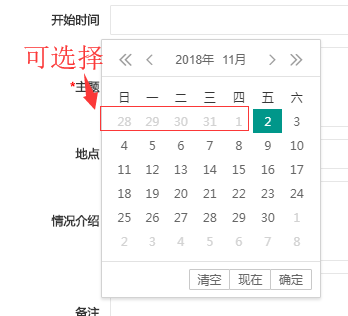 开始时间
2018年 11月
可选择
*主题
日 一 二 三 四 五 六
28 29 30 31 1 2 3
4 5 6 7 8 9 10
地点
11 12 13 14 15 16 17
18 19 20 21 22 23 24
情况介绍
25 26 27 28 29 30 1
2 3 4 5 6 7 8
清空 现在 确定
备注